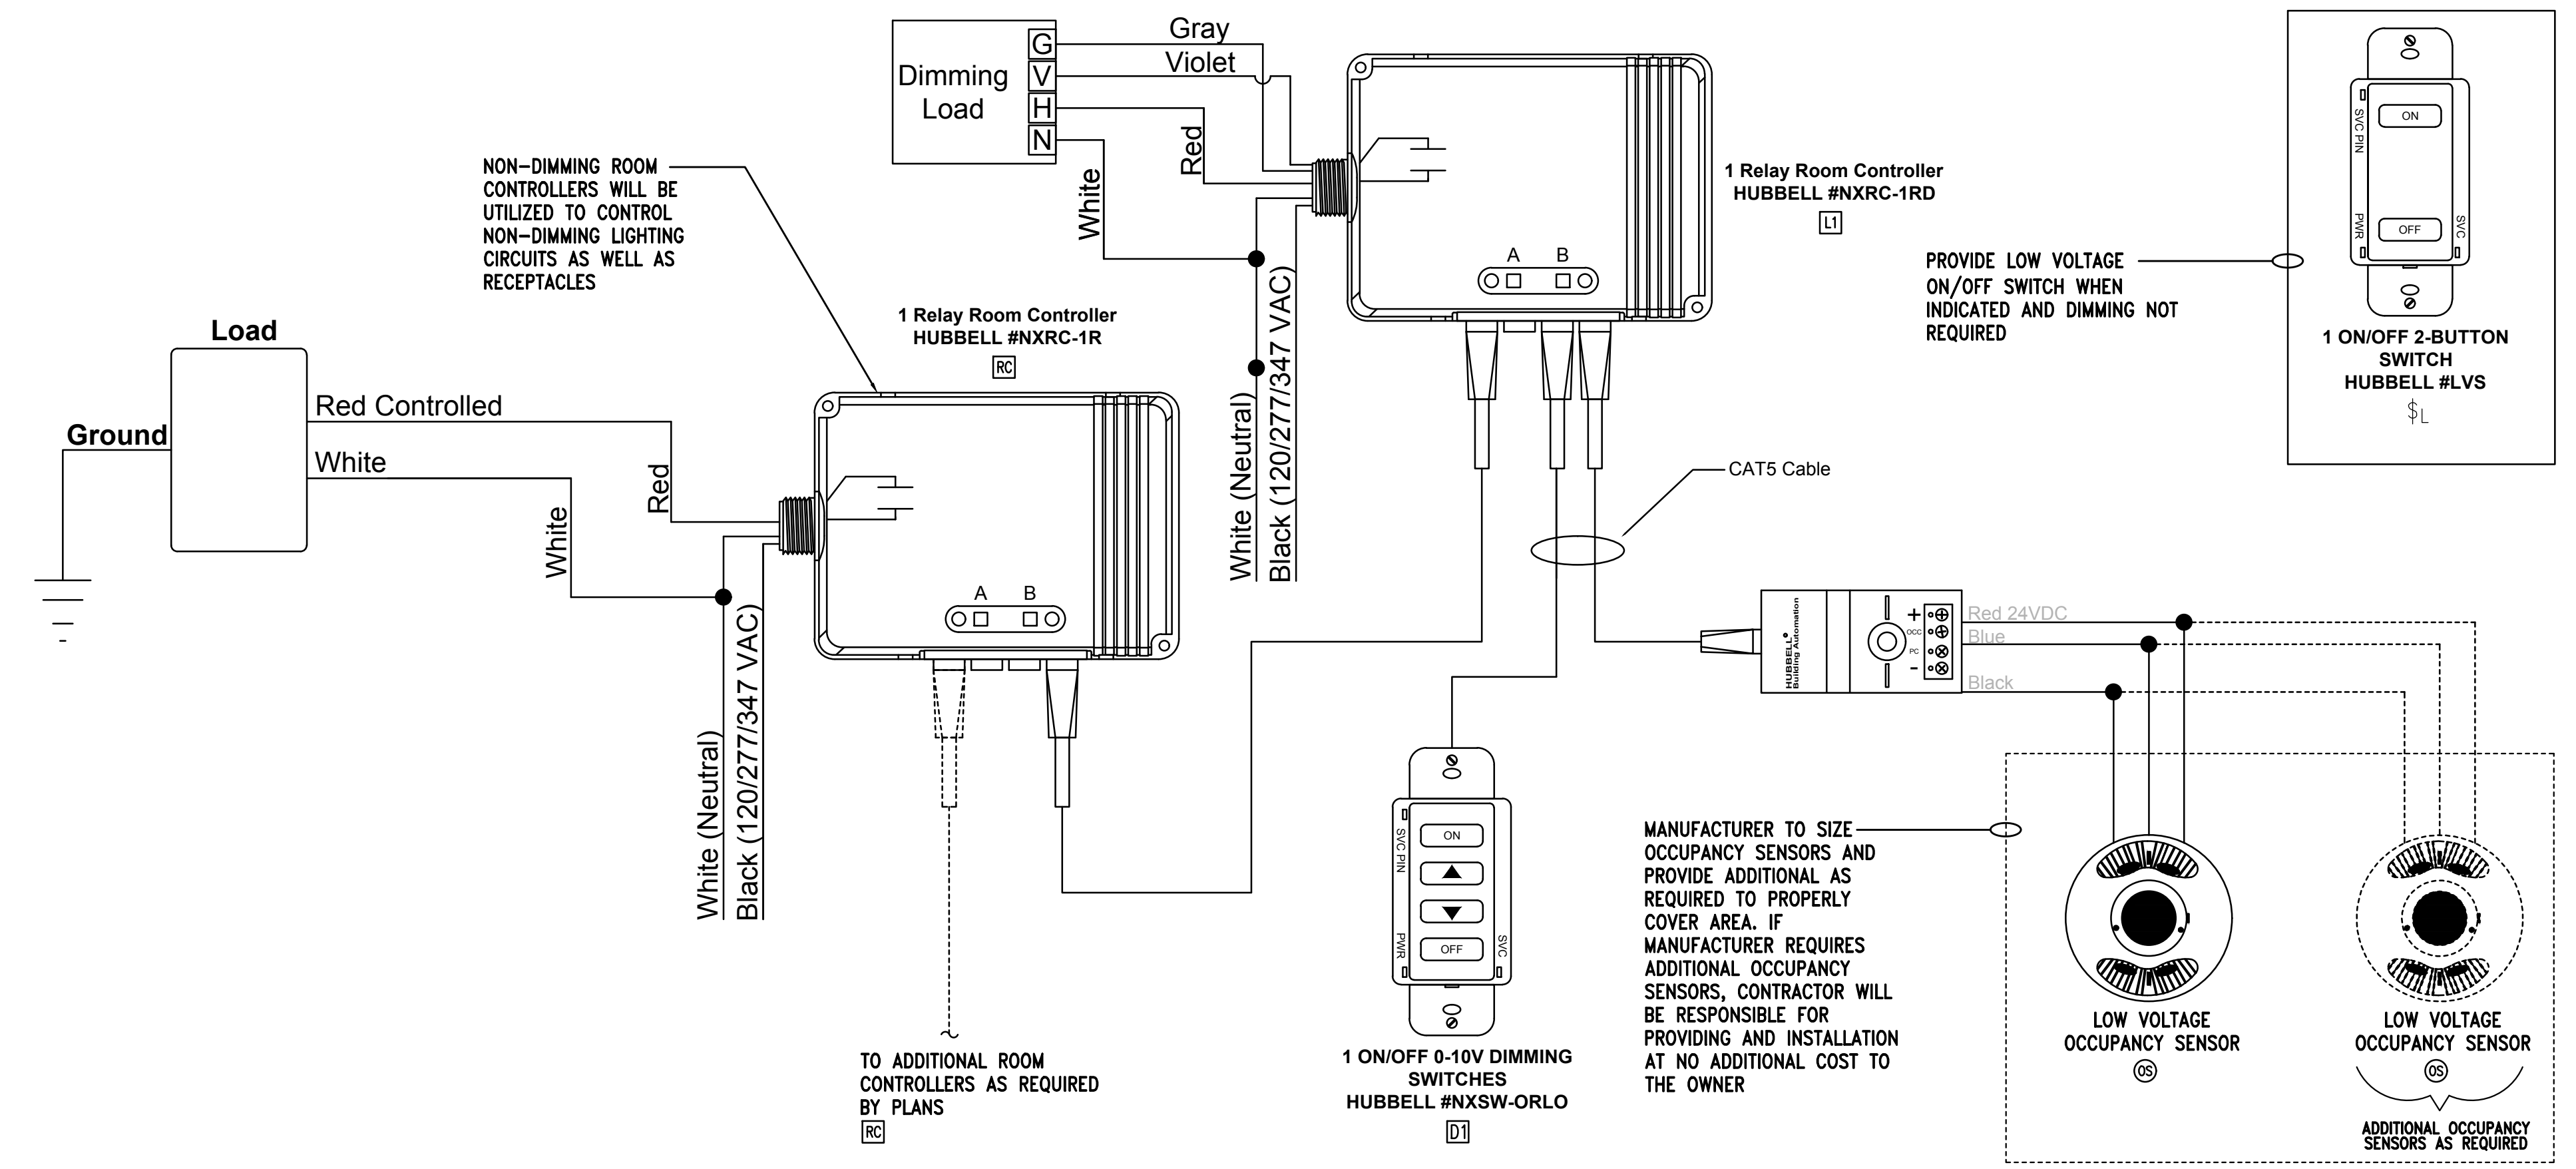 Dimming
Load
G
V
H
N
Gray
Violet
Red
White
White (Neutral)
Black (120/277/347 VAC)
A
B
1 Relay Room Controller
HUBBELL #NXRC-1RD
L1
NON-DIMMING ROOM
CONTROLLERS WILL BE
UTILIZED TO CONTROL
NON-DIMMING LIGHTING
CIRCUITS AS WELL AS
RECEPTACLES
1 Relay Room Controller
HUBBELL #NXRC-1R
RC
Load
Ground
Red Controlled
White
Red
White
White (Neutral)
Black (120/277/347 VAC)
A
B
TO ADDITIONAL ROOM
CONTROLLERS AS REQUIRED
BY PLANS
RC
CAT5 Cable
ON
OFF
SVC PIN
PWR
SVC
1 ON/OFF 0-10V DIMMING
SWITCHES
HUBBELL #NXSW-ORLO
D1
PROVIDE LOW VOLTAGE
ON/OFF SWITCH WHEN
INDICATED AND DIMMING NOT
REQUIRED
ON
OFF
SVC PIN
PWR
SVC
1 ON/OFF 2-BUTTON
SWITCH
HUBBELL #LVS
$L
HUBBELL®
Building Automation
+
OCC
PC
-
Red 24VDC
Blue
Black
MANUFACTURER TO SIZE
OCCUPANCY SENSORS AND
PROVIDE ADDITIONAL AS
REQUIRED TO PROPERLY
COVER AREA. IF
MANUFACTURER REQUIRES
ADDITIONAL OCCUPANCY
SENSORS, CONTRACTOR WILL
BE RESPONSIBLE FOR
PROVIDING AND INSTALLATION
AT NO ADDITIONAL COST TO
THE OWNER
LOW VOLTAGE
OCCUPANCY SENSOR
OS
LOW VOLTAGE
OCCUPANCY SENSOR
OS
ADDITIONAL OCCUPANCY
SENSORS AS REQUIRED